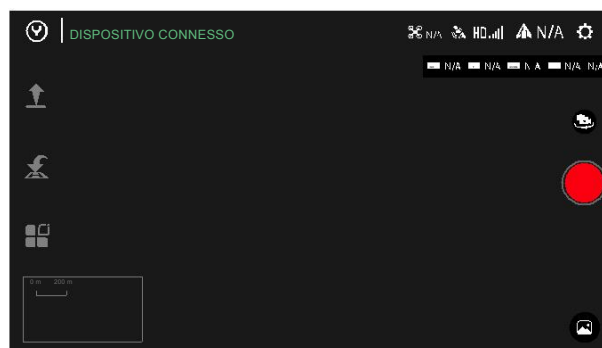 DISPOSITIVO CONNESSO N/A HD N/A
N/A N/A N/A N/A N/A
0 m 200 m